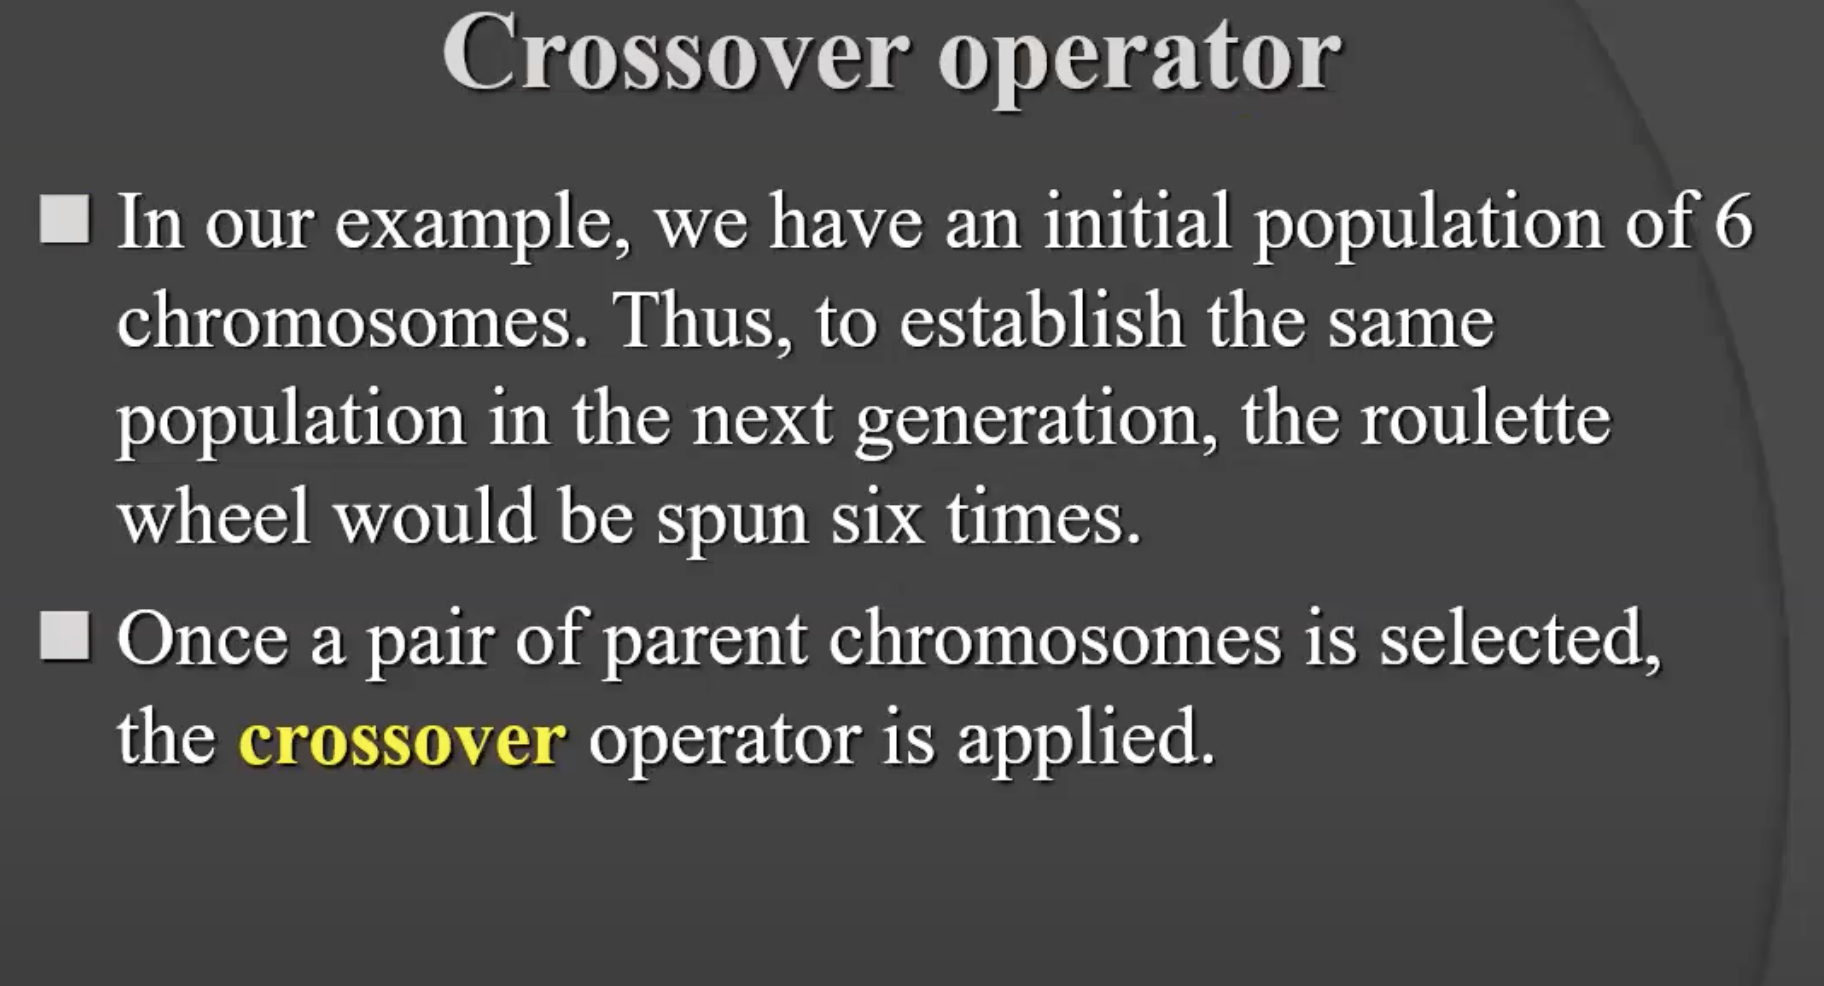 Crossover operator
In our example, we have an initial population of 6
chromosomes. Thus, to establish the same
population in the next generation, the roulette
wheel would be spun six times.
Once a pair of parent chromosomes is selected,
the crossover operator is applied.